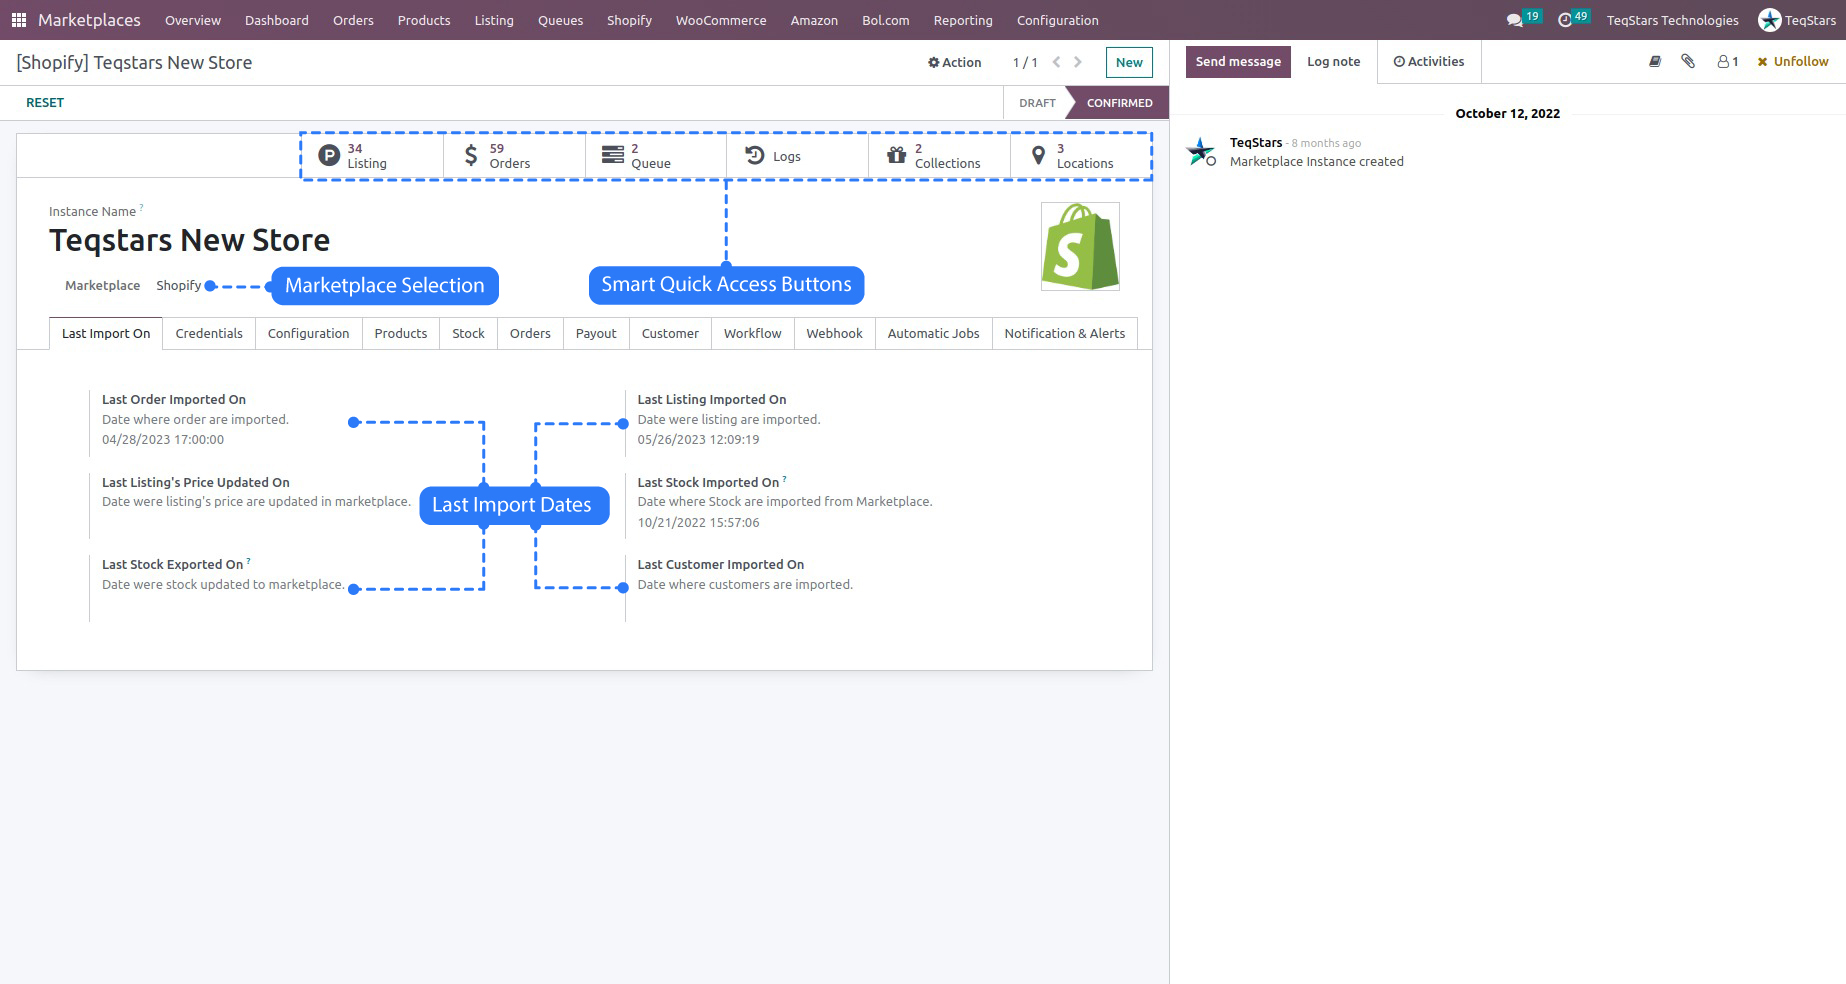 Marketplaces Overview Dashboard Orders Products Listing Queues Shopify WooCommerce Amazon Bol.com Reporting Configuration 19 49 TeqStars Technologies TeqStars
[Shopify] Teqstars New Store Action 1 / 1 New
RESET DRAFT CONFIRMED
34 Listing
59 Orders
2 Queue
Logs
2 Collections
3 Locations
Instance Name ?
Teqstars New Store
Marketplace Shopify
Marketplace Selection
Smart Quick Access Buttons
Last Import On Credentials Configuration Products Stock Orders Payout Customer Workflow Webhook Automatic Jobs Notification & Alerts
Last Order Imported On
Date where order are imported.
04/28/2023 17:00:00
Last Listing Imported On
Date were listing are imported.
05/26/2023 12:09:19
Last Listing's Price Updated On
Date were listing's price are updated in marketplace.
Last Import Dates
Last Stock Imported On ?
Date where Stock are imported from Marketplace.
10/21/2022 15:57:06
Last Stock Exported On ?
Date were stock updated to marketplace.
Last Customer Imported On
Date where customers are imported.
Send message Log note Activities 1 Unfollow
October 12, 2022
TeqStars - 8 months ago
Marketplace Instance created